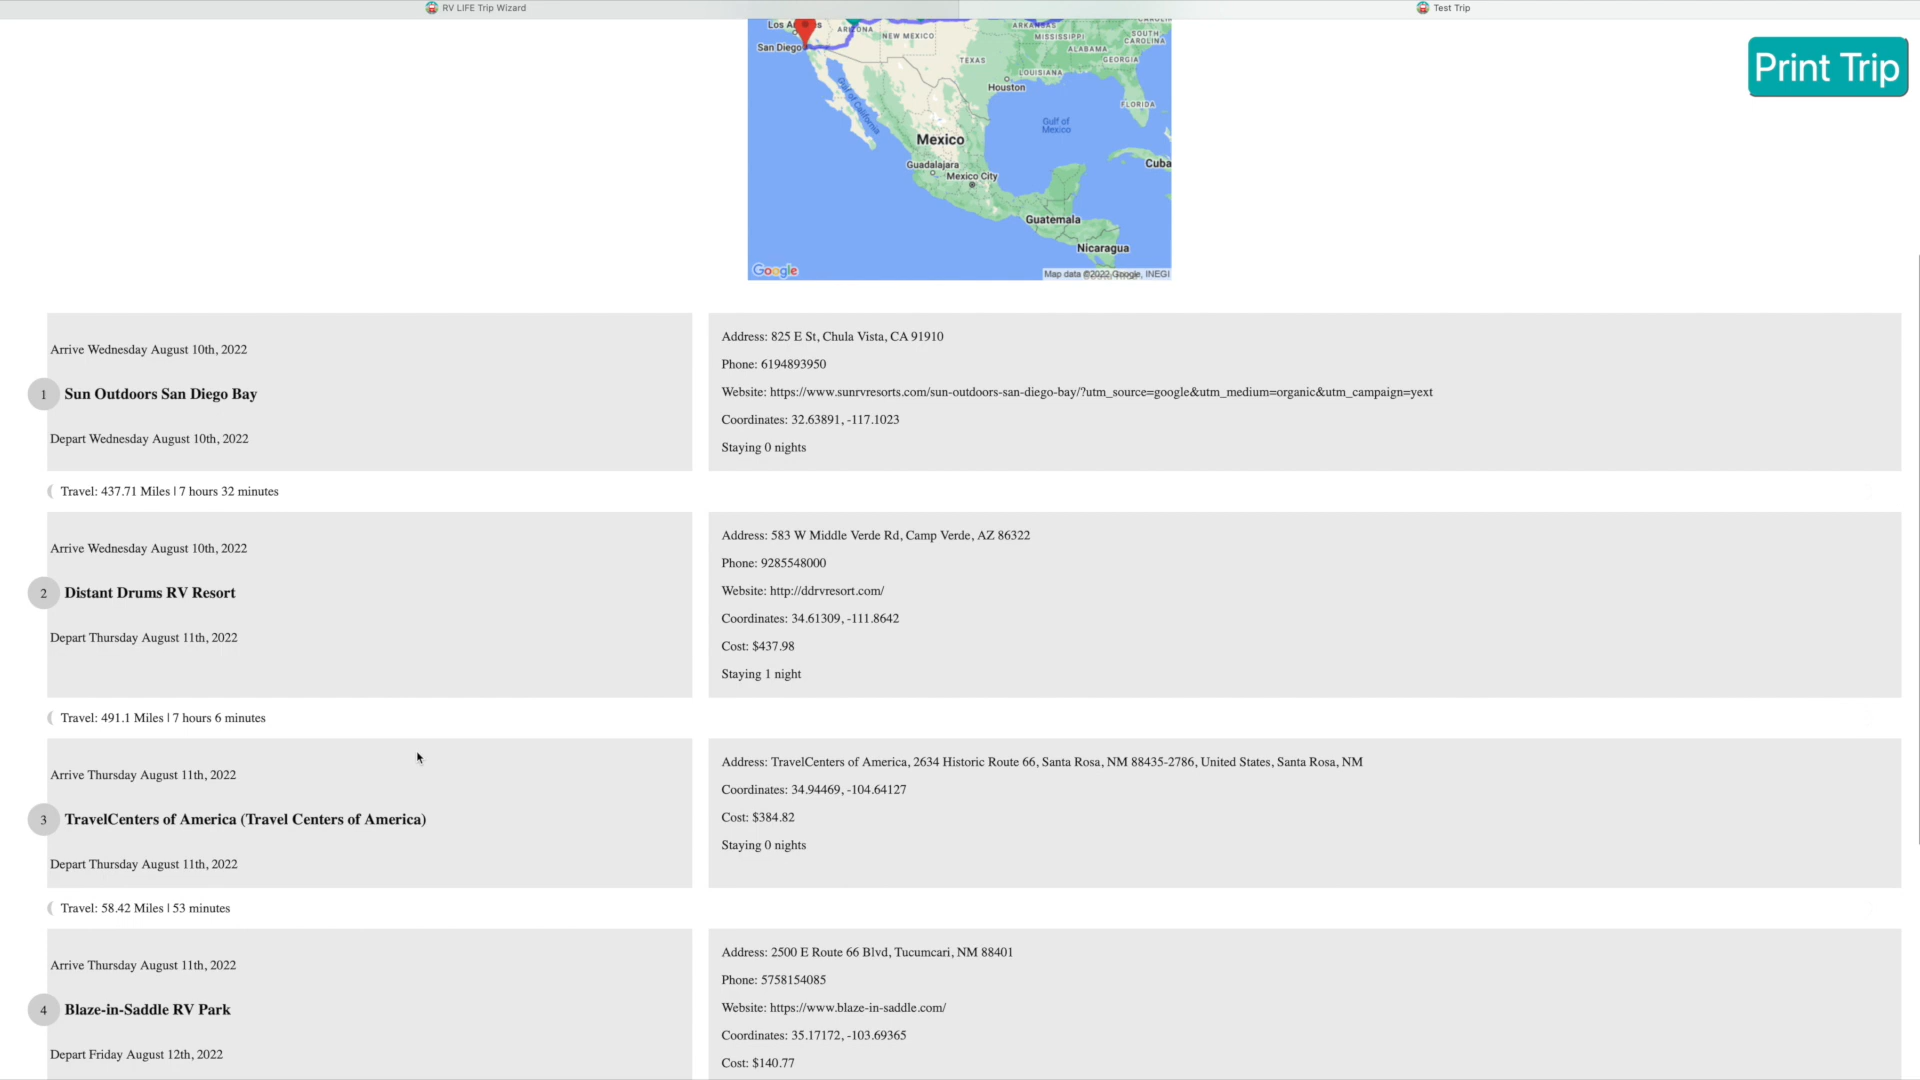 RV LIFE Trip Wizard
Test Trip
Print Trip
ARIZONA
NEW MEXICO
ARKANSAS
MISSISSIPPI
SOUTH
CAROLINA
San Diego
ALABAMA
TEXAS
GEORGIA
LOUISIANA
Houston
Gulf of California
FLORIDA
Gulf of
Mexico
Mexico
Guadalajara
Cuba
Mexico City
Guatemala
Nicaragua
Google
Map data ©2022 Google, INEGI
Arrive Wednesday August 10th, 2022
1
Sun Outdoors San Diego Bay
Depart Wednesday August 10th, 2022
Address: 825 E St, Chula Vista, CA 91910
Phone: 6194893950
Website: https://www.sunrvresorts.com/sun-outdoors-san-diego-bay/?utm_source=google&utm_medium=organic&utm_campaign=yext
Coordinates: 32.63891, -117.1023
Staying 0 nights
Travel: 437.71 Miles | 7 hours 32 minutes
Arrive Wednesday August 10th, 2022
2
Distant Drums RV Resort
Depart Thursday August 11th, 2022
Address: 583 W Middle Verde Rd, Camp Verde, AZ 86322
Phone: 9285548000
Website: http://ddrvresort.com/
Coordinates: 34.61309, -111.8642
Cost: $437.98
Staying 1 night
Travel: 491.1 Miles | 7 hours 6 minutes
Arrive Thursday August 11th, 2022
3
TravelCenters of America (Travel Centers of America)
Depart Thursday August 11th, 2022
Address: TravelCenters of America, 2634 Historic Route 66, Santa Rosa, NM 88435-2786, United States, Santa Rosa, NM
Coordinates: 34.94469, -104.64127
Cost: $384.82
Staying 0 nights
Travel: 58.42 Miles | 53 minutes
Arrive Thursday August 11th, 2022
4
Blaze-in-Saddle RV Park
Depart Friday August 12th, 2022
Address: 2500 E Route 66 Blvd, Tucumcari, NM 88401
Phone: 5758154085
Website: https://www.blaze-in-saddle.com/
Coordinates: 35.17172, -103.69365
Cost: $140.77